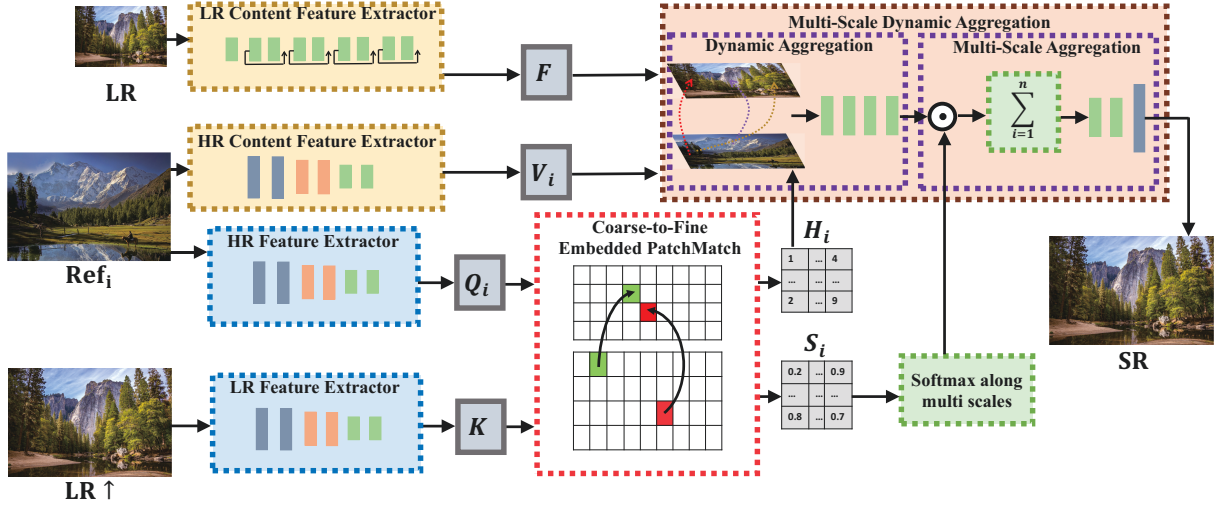 LR Content Feature Extractor
LR
F
Multi-Scale Dynamic Aggregation
Dynamic Aggregation
Multi-Scale Aggregation
n
∑
i=1
HR Content Feature Extractor
V_i
Ref_i
HR Feature Extractor
Q_i
Coarse-to-Fine
Embedded PatchMatch
H_i
1 ... 4
... ... ...
2 ... 9
SR
S_i
0.2 ... 0.9
... ... ...
0.8 ... 0.7
Softmax along
multi scales
LR Feature Extractor
K
LR ↑